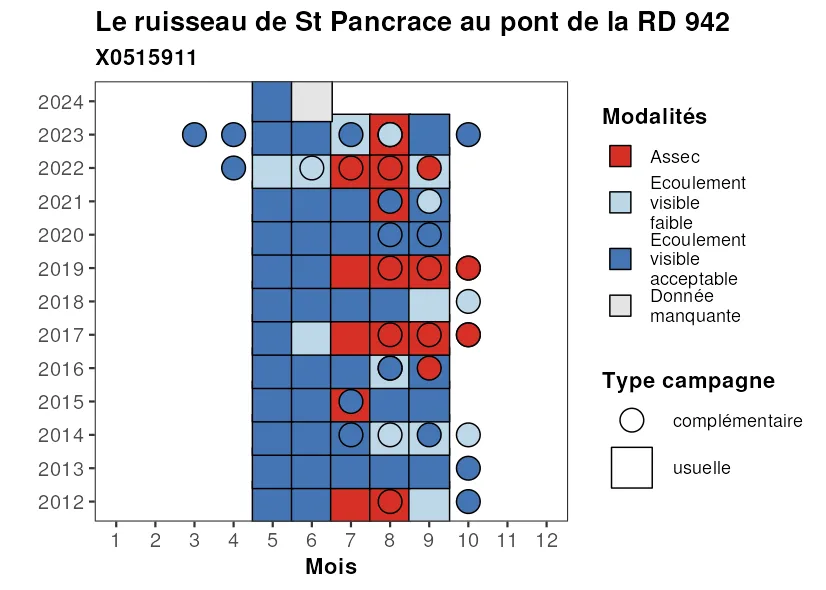 Le ruisseau de St Pancrace au pont de la RD 942
X0515911
2024
2023
2022
2021
2020
2019
2018
2017
2016
2015
2014
2013
2012
1 2 3 4 5 6 7 8 9 10 11 12
Mois
Modalités
Assec
Ecoulement
visible
faible
Ecoulement
visible
acceptable
Donnée
manquante
Type campagne
complémentaire
usuelle